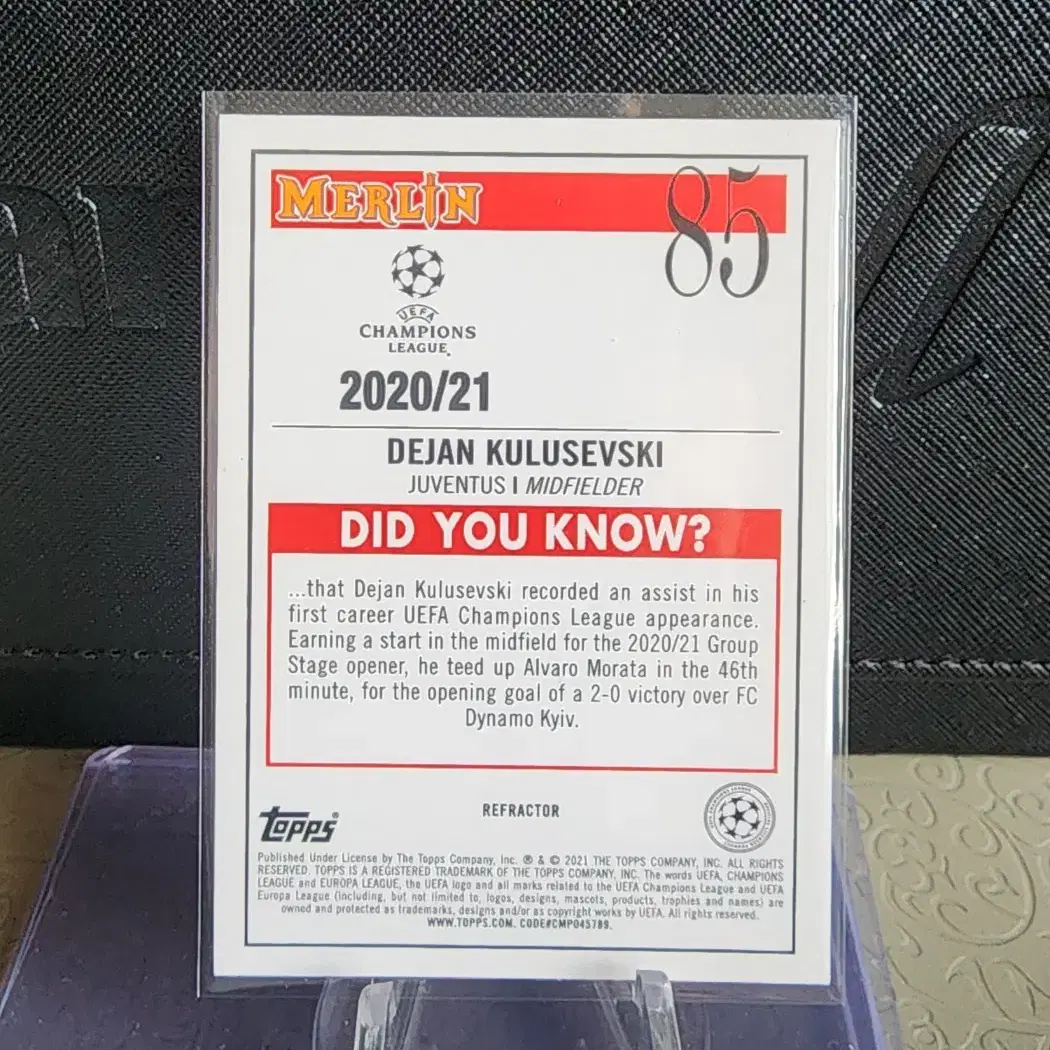 MERLIN
85
UEFA
CHAMPIONS
LEAGUE
2020/21
DEJAN KULUSEVSKI
JUVENTUS | MIDFIELDER
DID YOU KNOW?
...that Dejan Kulusevski recorded an assist in his
first career UEFA Champions League appearance.
Earning a start in the midfield for the 2020/21 Group
Stage opener, he teed up Alvaro Morata in the 46th
minute, for the opening goal of a 2-0 victory over FC
Dynamo Kyiv.
REFRACTOR
topps®
Published Under License by The Topps Company, Inc. ® & © 2021 THE TOPPS COMPANY, INC. ALL RIGHTS
RESERVED. TOPPS IS A REGISTERED TRADEMARK OF THE TOPPS COMPANY, INC. The words UEFA, CHAMPIONS
LEAGUE and EUROPA LEAGUE, the UEFA logo and all marks related to the UEFA Champions League and UEFA
Europa League (including, but not limited to, logos, designs, mascots, products, trophies and names) are
owned and protected as trademarks, designs and/or as copyright works by UEFA. All rights reserved.
WWW.TOPPS.COM. CODE#CMP045789.